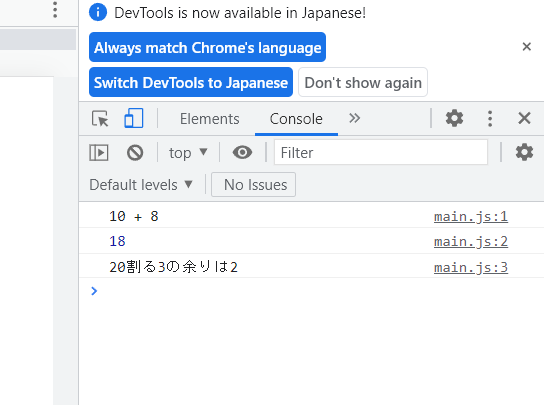 DevTools is now available in Japanese!
Always match Chrome's language
Switch DevTools to Japanese Don't show again
Elements Console
top Filter
Default levels No Issues
10 + 8 main.js:1
18 main.js:2
20割る3の余りは2 main.js:3